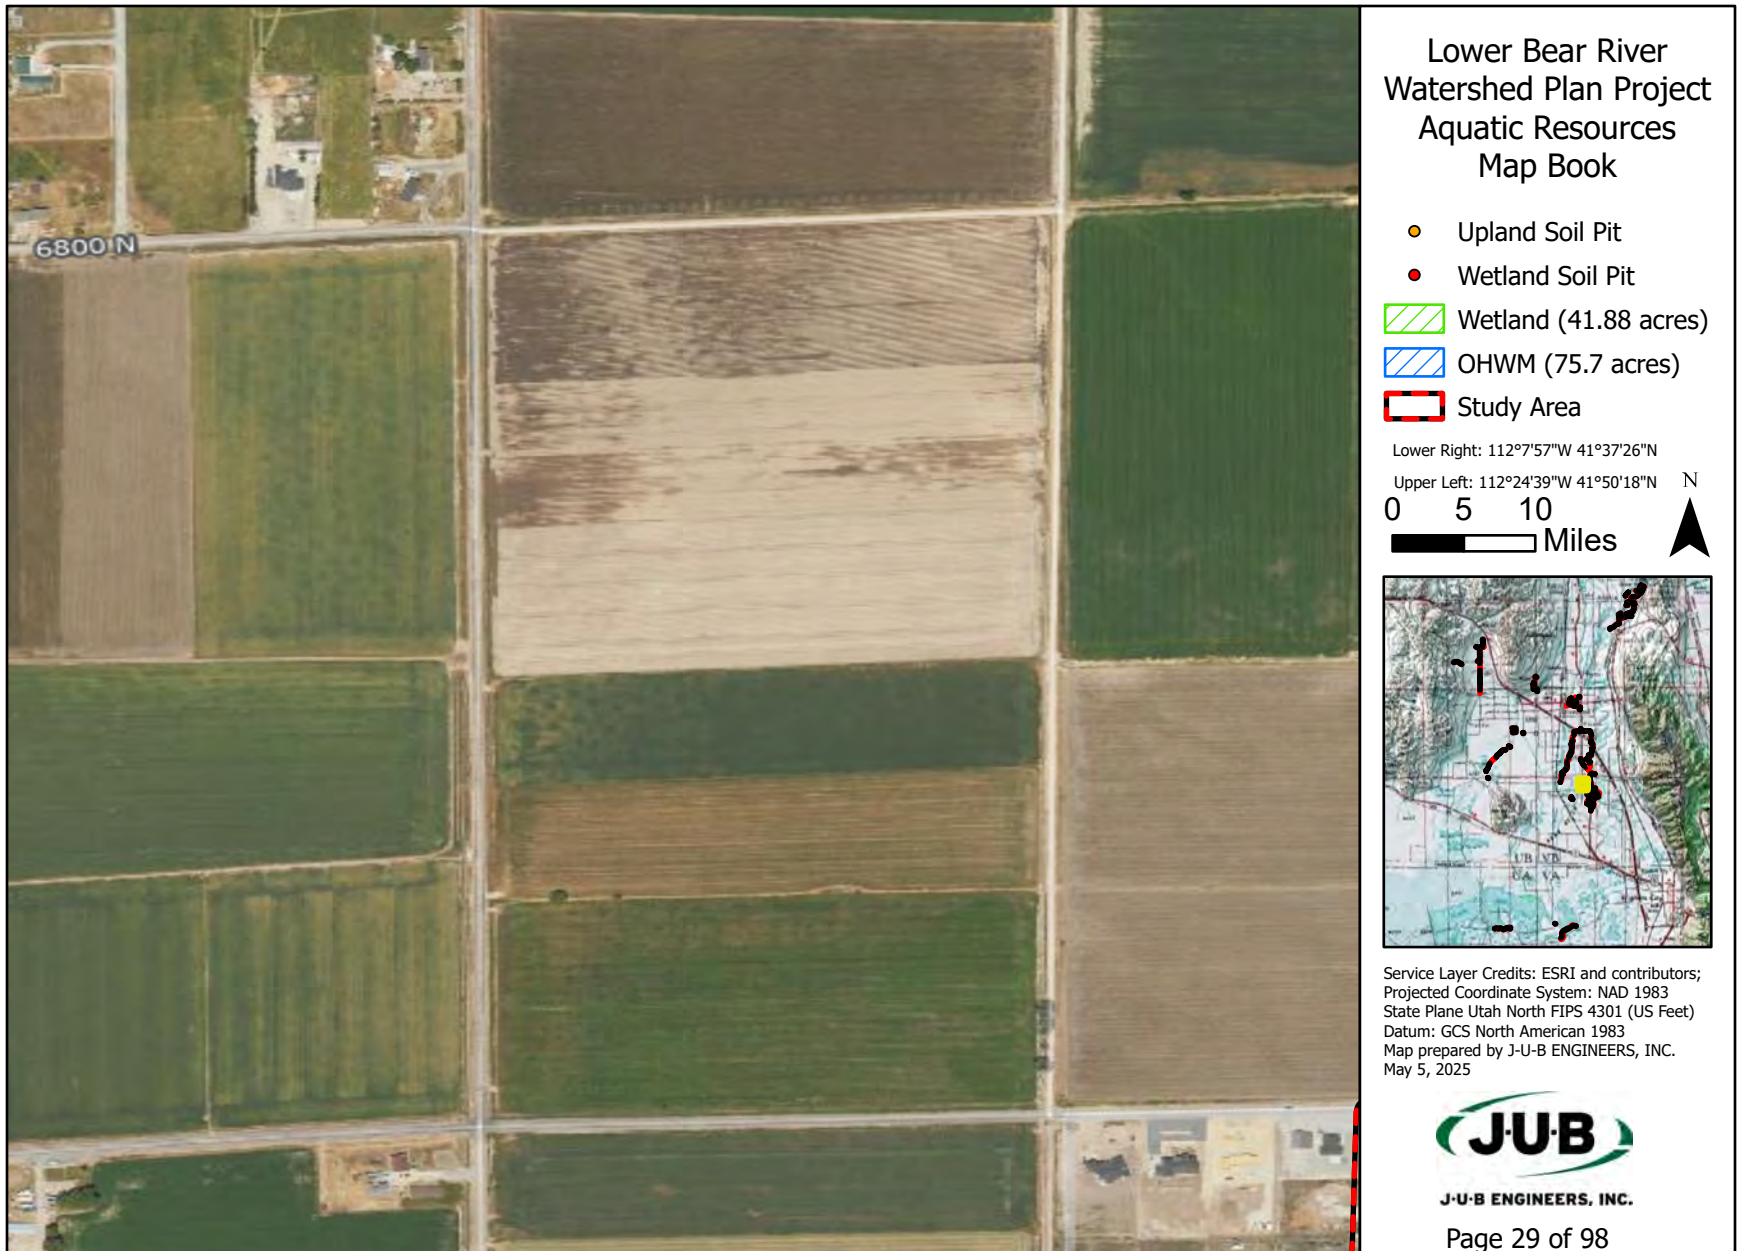 6800 N
Lower Bear River
Watershed Plan Project
Aquatic Resources
Map Book
Upland Soil Pit
Wetland Soil Pit
Wetland (41.88 acres)
OHWM (75.7 acres)
Study Area
Lower Right: 112°7'57"W 41°37'26"N
Upper Left: 112°24'39"W 41°50'18"N
N
0 5 10
Miles
UB VB
UA VA
Service Layer Credits: ESRI and contributors;
Projected Coordinate System: NAD 1983
State Plane Utah North FIPS 4301 (US Feet)
Datum: GCS North American 1983
Map prepared by J-U-B ENGINEERS, INC.
May 5, 2025
J·U·B
J·U·B ENGINEERS, INC.
Page 29 of 98